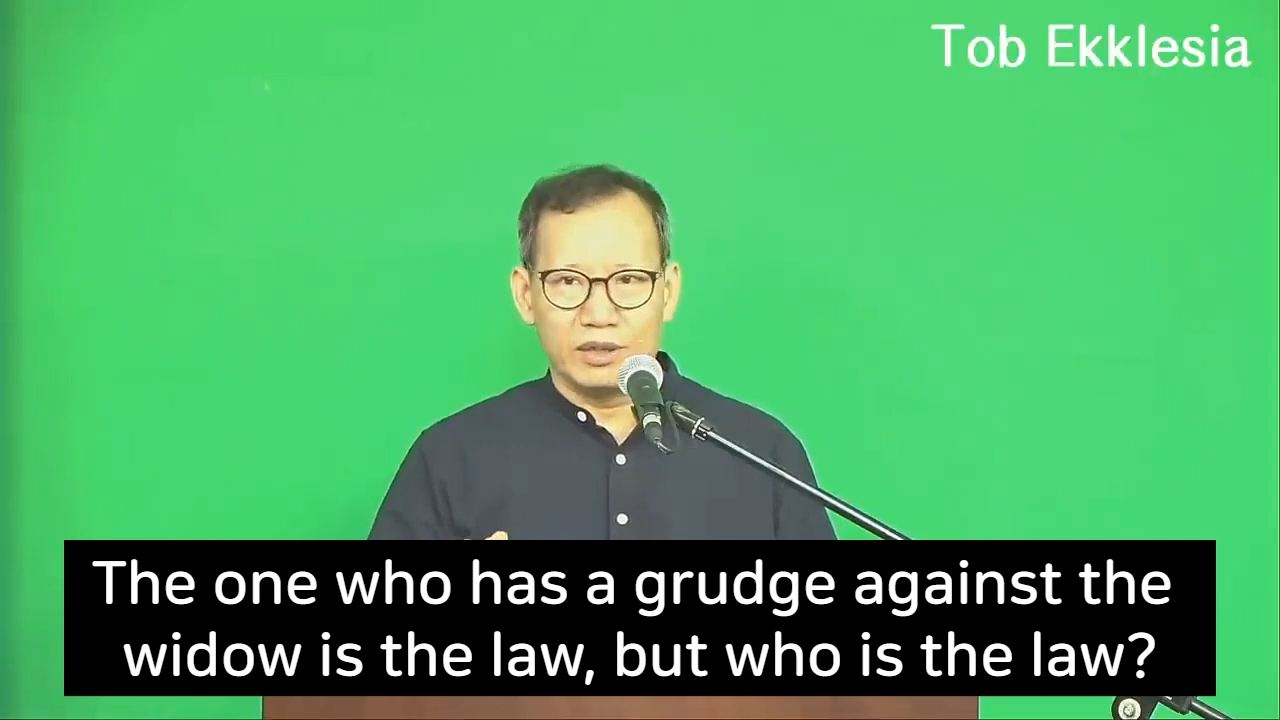 Tob Ekklesia
The one who has a grudge against the
widow is the law, but who is the law?